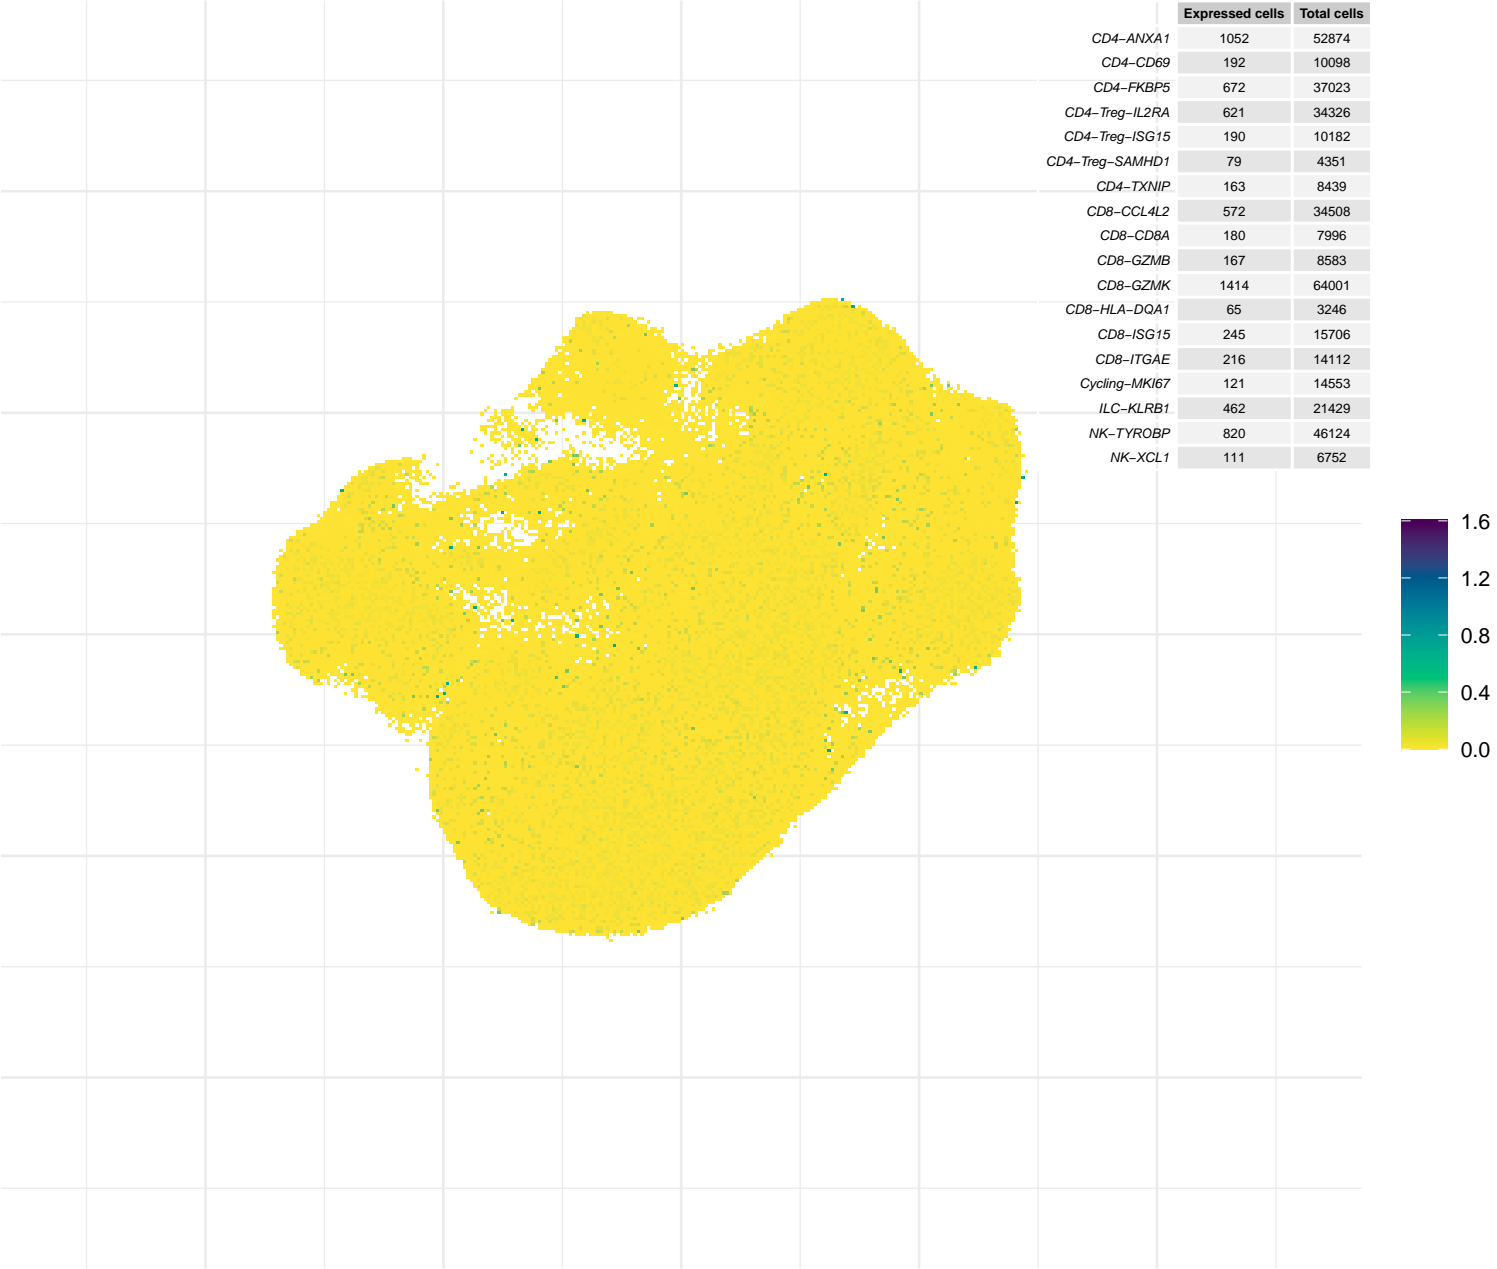 Expressed cells Total cells
CD4−ANXA1 1052 52874
CD4−CD69 192 10098
CD4−FKBP5 672 37023
CD4−Treg−IL2RA 621 34326
CD4−Treg−ISG15 190 10182
CD4−Treg−SAMHD1 79 4351
CD4−TXNIP 163 8439
CD8−CCL4L2 572 34508
CD8−CD8A 180 7996
CD8−GZMB 167 8583
CD8−GZMK 1414 64001
CD8−HLA−DQA1 65 3246
CD8−ISG15 245 15706
CD8−ITGAE 216 14112
Cycling−MKI67 121 14553
ILC−KLRB1 462 21429
NK−TYROBP 820 46124
NK−XCL1 111 6752
1.6
1.2
0.8
0.4
0.0